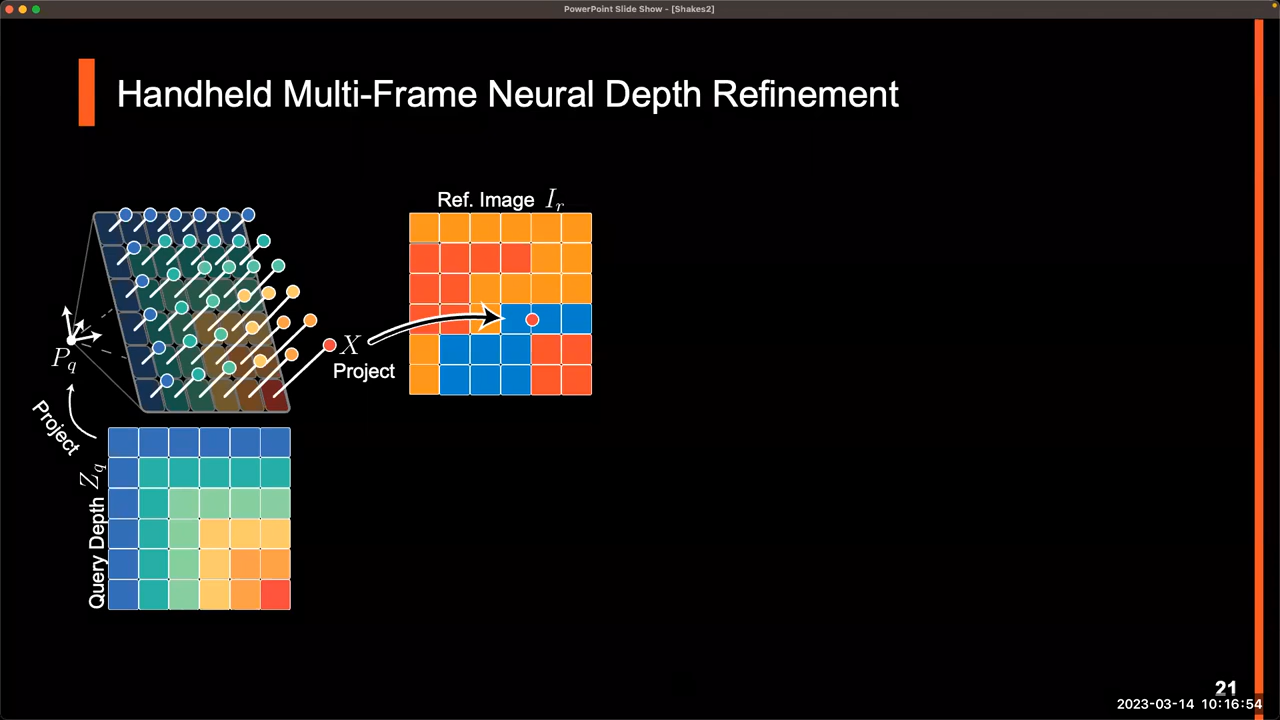 PowerPoint Slide Show - [Shakes2]
Handheld Multi-Frame Neural Depth Refinement
Ref. Image I_r
X
Project
P_q
Project
Query Depth Z_q
21
2023-03-14 10:16:54